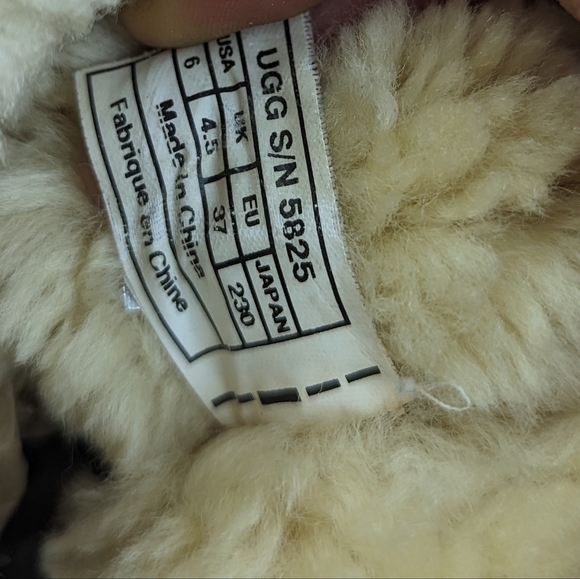 UGG S/N 5825
USA UK EU JAPAN
6 4.5 37 230
Made in China
Fabrique en Chine